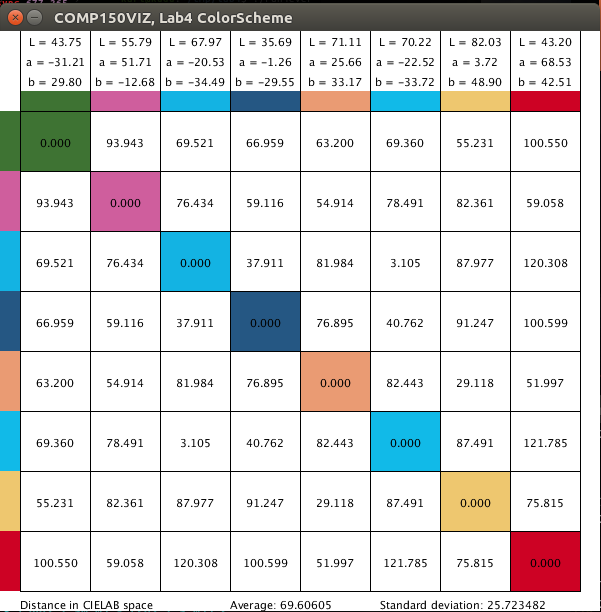 COMP150VIZ, Lab4 ColorScheme
L = 43.75 L = 55.79 L = 67.97 L = 35.69 L = 71.11 L = 70.22 L = 82.03 L = 43.20
a = -31.21 a = 51.71 a = -20.53 a = -1.26 a = 25.66 a = -22.52 a = 3.72 a = 68.53
b = 29.80 b = -12.68 b = -34.49 b = -29.55 b = 33.17 b = -33.72 b = 48.90 b = 42.51
0.000 93.943 69.521 66.959 63.200 69.360 55.231 100.550
93.943 0.000 76.434 59.116 54.914 78.491 82.361 59.058
69.521 76.434 0.000 37.911 81.984 3.105 87.977 120.308
66.959 59.116 37.911 0.000 76.895 40.762 91.247 100.599
63.200 54.914 81.984 76.895 0.000 82.443 29.118 51.997
69.360 78.491 3.105 40.762 82.443 0.000 87.491 121.785
55.231 82.361 87.977 91.247 29.118 87.491 0.000 75.815
100.550 59.058 120.308 100.599 51.997 121.785 75.815 0.000
Distance in CIELAB space Average: 69.60605 Standard deviation: 25.723482